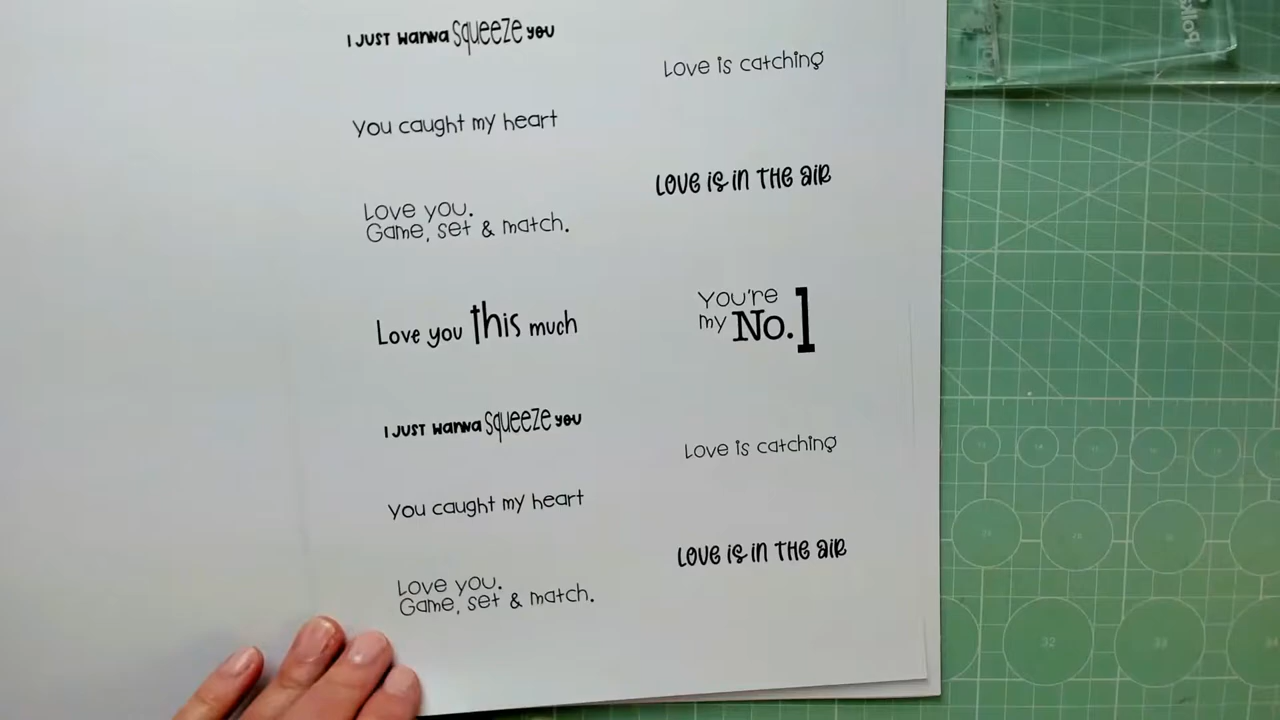 I JUST WANNA SQUEEZE YOU
You caught my heart
Love you.
Game, set & match.
Love you this much
I JUST WANNA SQUEEZE YOU
You caught my heart
Love you.
Game, set & match.
Love is catching
LOVE IS IN THE AIR
You're
my No.1
Love is catching
LOVE IS IN THE AIR
32
33